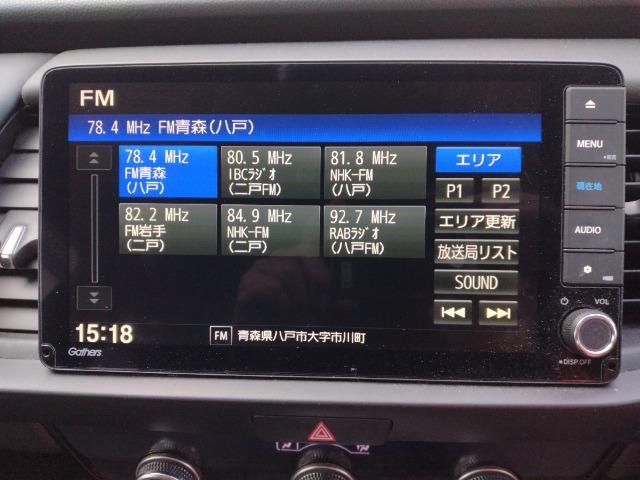 FM
78.4 MHz FM青森(八戸)
78.4 MHz
FM青森
(八戸)
80.5 MHz
IBCﾗｼﾞｵ
(二戸FM)
81.8 MHz
NHK-FM
(八戸)
エリア
P1 P2
82.2 MHz
FM岩手
(二戸)
84.9 MHz
NHK-FM
(二戸)
92.7 MHz
RABﾗｼﾞｵ
(八戸FM)
エリア更新
放送局リスト
SOUND
15:18
FM 青森県八戸市大字市川町
Gathers
MENU
現在地
AUDIO
VOL
DISP OFF